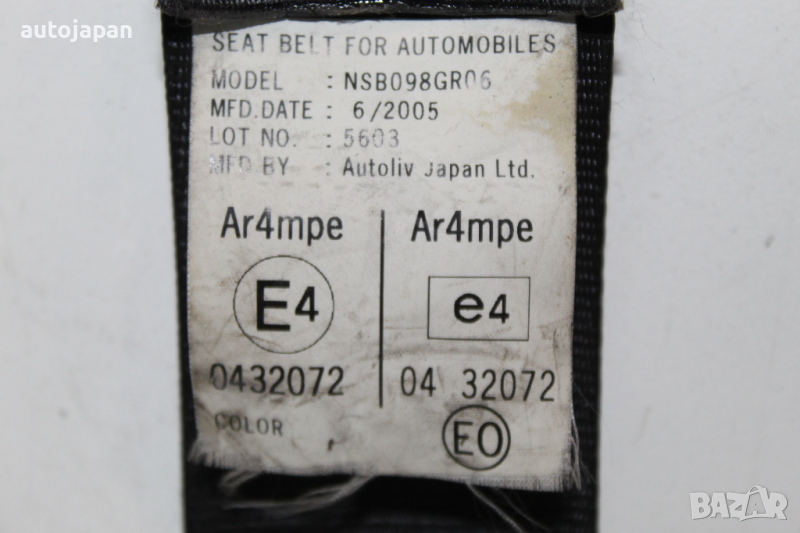 autojapan
SEAT BELT FOR AUTOMOBILES
MODEL : NSB098GR06
MFD.DATE : 6/2005
LOT NO. : 5603
MFD BY : Autoliv Japan Ltd.
Ar4mpe Ar4mpe
E4 e4
0432072 04 32072
COLOR E0
BAZAR